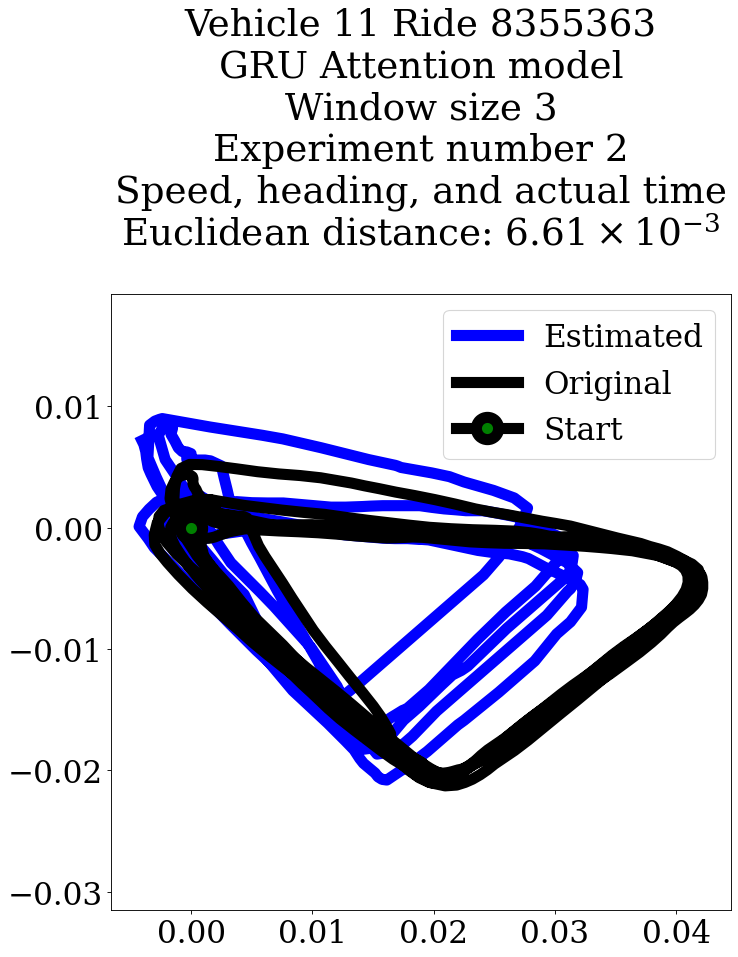 Vehicle 11 Ride 8355363
GRU Attention model
Window size 3
Experiment number 2
Speed, heading, and actual time
Euclidean distance: 6.61 × 10⁻³
Estimated
Original
Start
0.01
0.00
−0.01
−0.02
−0.03
0.00 0.01 0.02 0.03 0.04